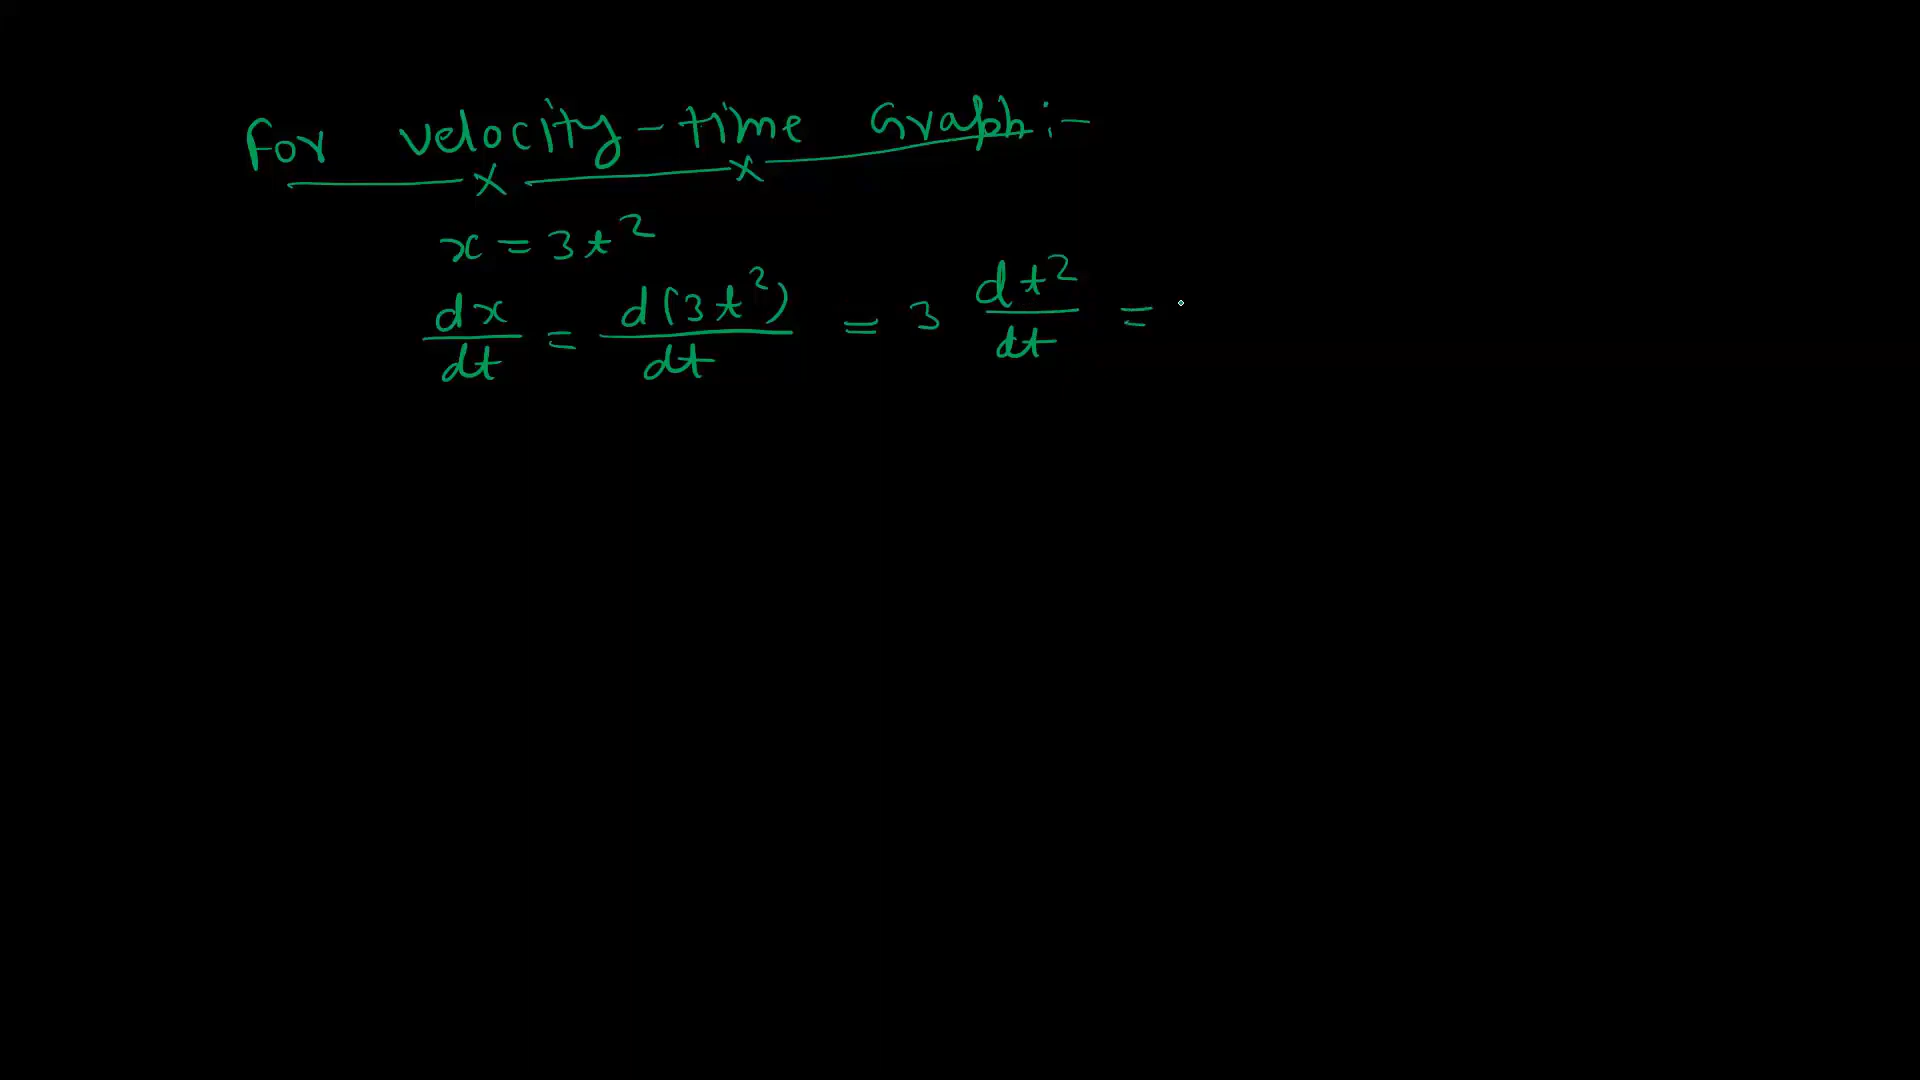 For velocity-time Graph:-
x = 3t²
dx/dt = d(3t²)/dt = 3 dt²/dt =